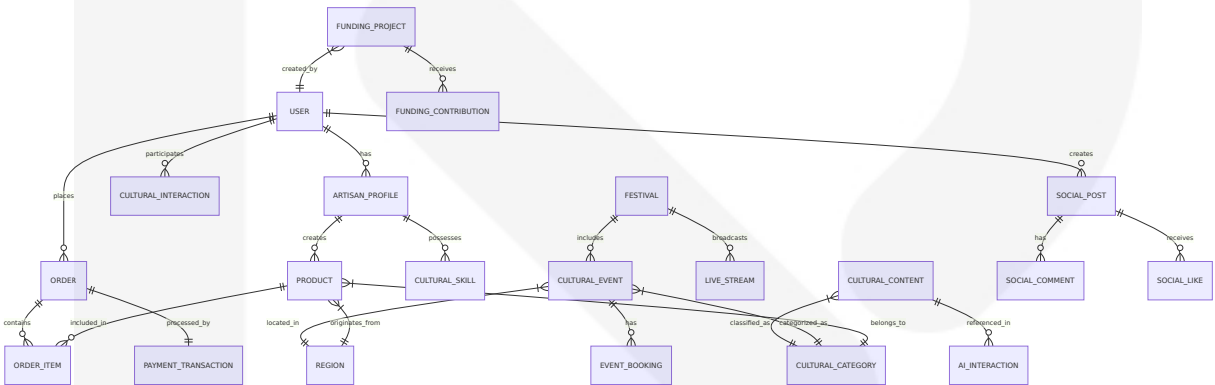 FUNDING_PROJECT
created_by
receives
USER
FUNDING_CONTRIBUTION
participates
has
creates
places
CULTURAL_INTERACTION
ARTISAN_PROFILE
FESTIVAL
SOCIAL_POST
creates
possesses
includes
broadcasts
has
receives
ORDER
PRODUCT
CULTURAL_SKILL
CULTURAL_EVENT
LIVE_STREAM
CULTURAL_CONTENT
SOCIAL_COMMENT
SOCIAL_LIKE
contains
included_in
processed_by
located_in
originates_from
has
classified_as
categorized_as
belongs_to
referenced_in
ORDER_ITEM
PAYMENT_TRANSACTION
REGION
EVENT_BOOKING
CULTURAL_CATEGORY
AI_INTERACTION